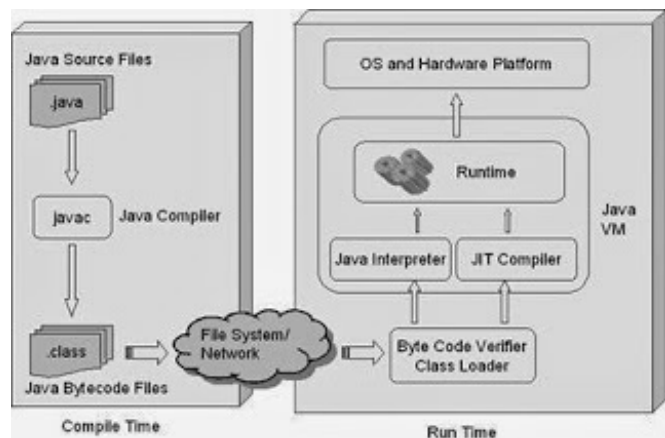 Java Source Files
.java
javac
Java Compiler
.class
Java Bytecode Files
Compile Time
File System/
Network
OS and Hardware Platform
Runtime
Java
VM
Java Interpreter
JIT Compiler
Byte Code Verifier
Class Loader
Run Time